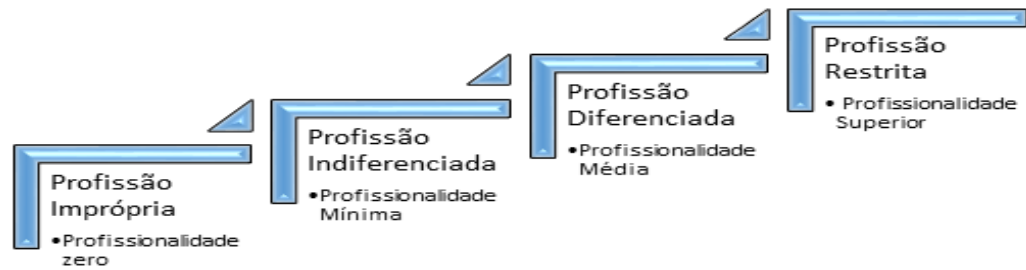 Profissão
Imprópria
•Profissionalidade
zero
Profissão
Indiferenciada
•Profissionalidade
Mínima
Profissão
Diferenciada
•Profissionalidade
Média
Profissão
Restrita
• Profissionalidade
Superior